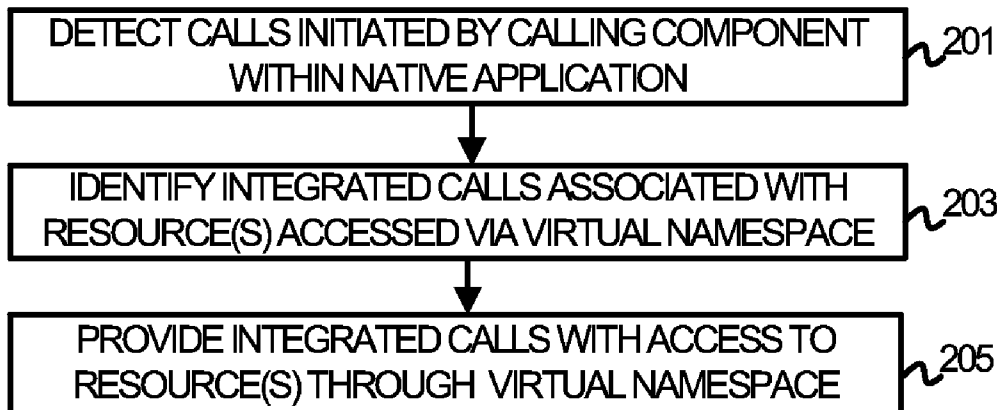 DETECT CALLS INITIATED BY CALLING COMPONENT
WITHIN NATIVE APPLICATION
201
IDENTIFY INTEGRATED CALLS ASSOCIATED WITH
RESOURCE(S) ACCESSED VIA VIRTUAL NAMESPACE
203
PROVIDE INTEGRATED CALLS WITH ACCESS TO
RESOURCE(S) THROUGH VIRTUAL NAMESPACE
205